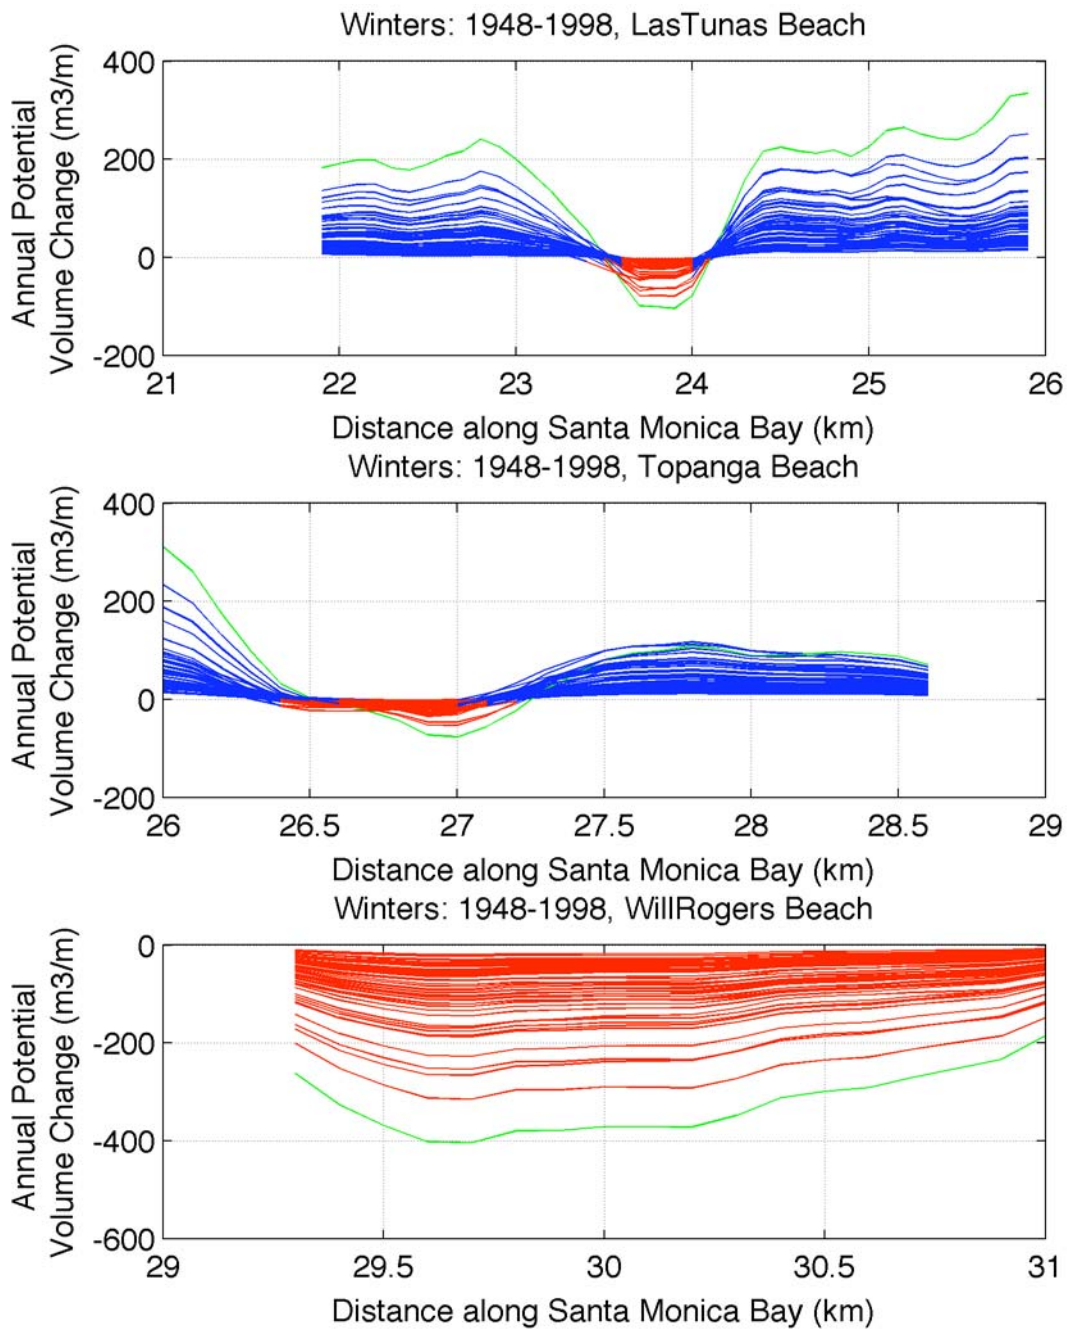 Winters: 1948-1998, LasTunas Beach
Annual Potential
Volume Change (m3/m)
400
200
0
-200
21 22 23 24 25 26
Distance along Santa Monica Bay (km)
Winters: 1948-1998, Topanga Beach
Annual Potential
Volume Change (m3/m)
400
200
0
-200
26 26.5 27 27.5 28 28.5 29
Distance along Santa Monica Bay (km)
Winters: 1948-1998, WillRogers Beach
Annual Potential
Volume Change (m3/m)
0
-200
-400
-600
29 29.5 30 30.5 31
Distance along Santa Monica Bay (km)